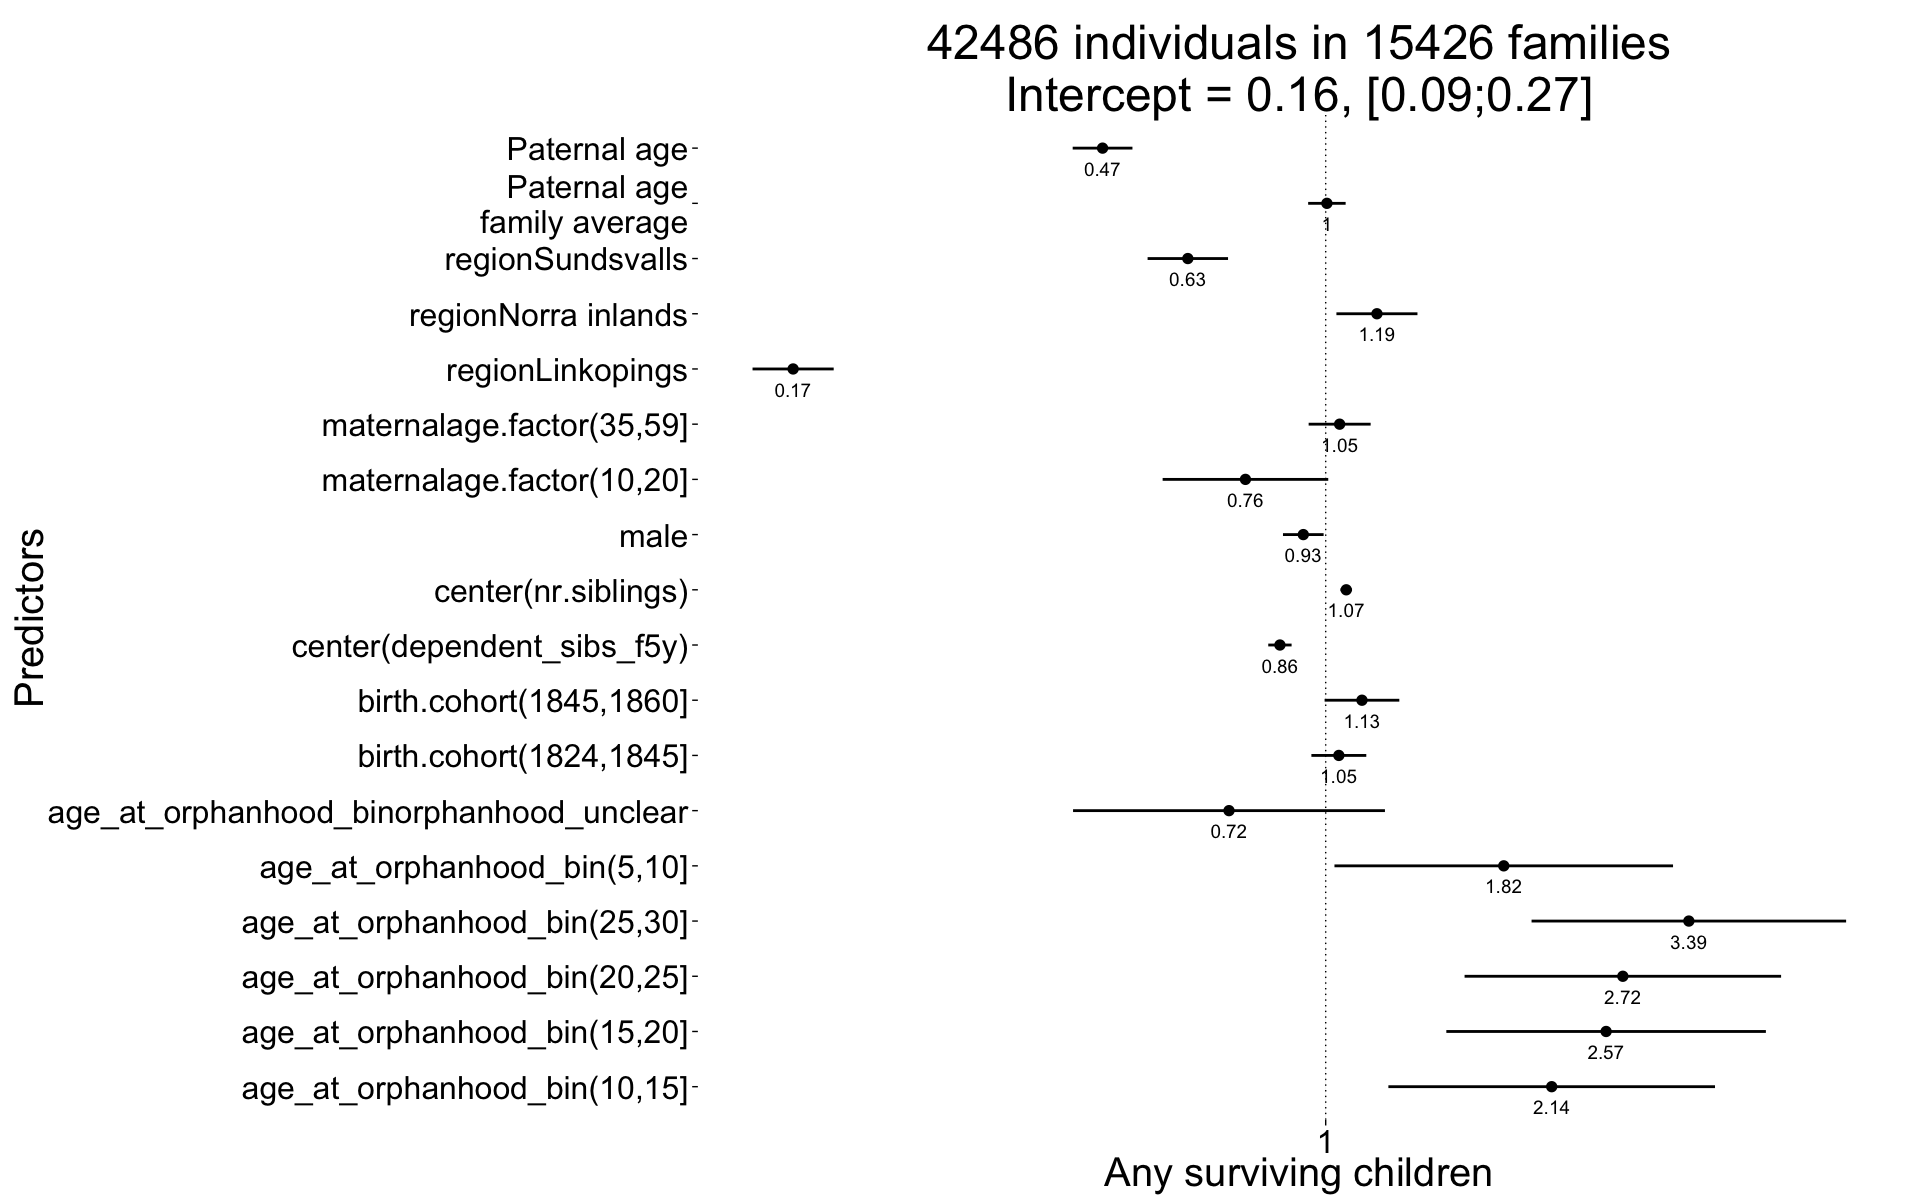 42486 individuals in 15426 families
Intercept = 0.16, [0.09;0.27]
Predictors
Paternal age
0.47
Paternal age
family average
1
regionSundsvalls
0.63
regionNorra inlands
1.19
regionLinkopings
0.17
maternalage.factor(35,59]
1.05
maternalage.factor(10,20]
0.76
male
0.93
center(nr.siblings)
1.07
center(dependent_sibs_f5y)
0.86
birth.cohort(1845,1860]
1.13
birth.cohort(1824,1845]
1.05
age_at_orphanhood_binorphanhood_unclear
0.72
age_at_orphanhood_bin(5,10]
1.82
age_at_orphanhood_bin(25,30]
3.39
age_at_orphanhood_bin(20,25]
2.72
age_at_orphanhood_bin(15,20]
2.57
age_at_orphanhood_bin(10,15]
2.14
1
Any surviving children